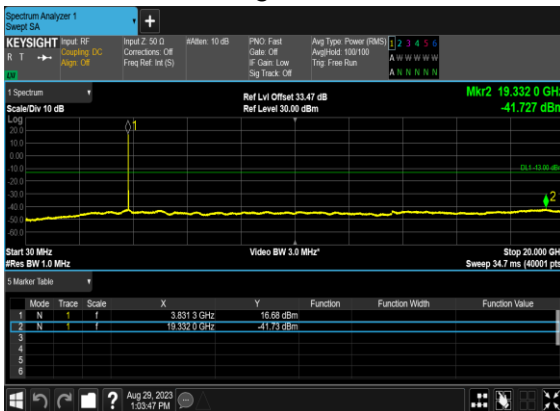 Spectrum Analyzer 1
Swept SA
+
KEYSIGHT Input: RF Input Z: 50 Ω #Atten: 10 dB PNO: Fast Avg Type: Power (RMS) 1 2 3 4 5 6
R T Coupling: DC Corrections: Off Gate: Off Avg|Hold: 100/100 A W W W W W
Align: Off Freq Ref: Int (S) IF Gain: Low Trig: Free Run
LV Sig Track: Off A N N N N N
1 Spectrum Ref Lvl Offset 33.47 dB Mkr2 19.332 0 GHz
Scale/Div 10 dB Ref Level 30.00 dBm -41.727 dBm
Log
20.0 1
10.0
0.00
-10.0 DL1 -13.00 dBm
-20.0
-30.0 2
-40.0
-50.0
-60.0
Start 30 MHz Video BW 3.0 MHz* Stop 20.000 GHz
#Res BW 1.0 MHz Sweep 34.7 ms (40001 pts)
5 Marker Table
Mode Trace Scale X Y Function Function Width Function Value
1 N 1 f 3.831 3 GHz 16.68 dBm
2 N 1 f 19.332 0 GHz -41.73 dBm
3
4
5
6
? Aug 29, 2023
1:03:47 PM